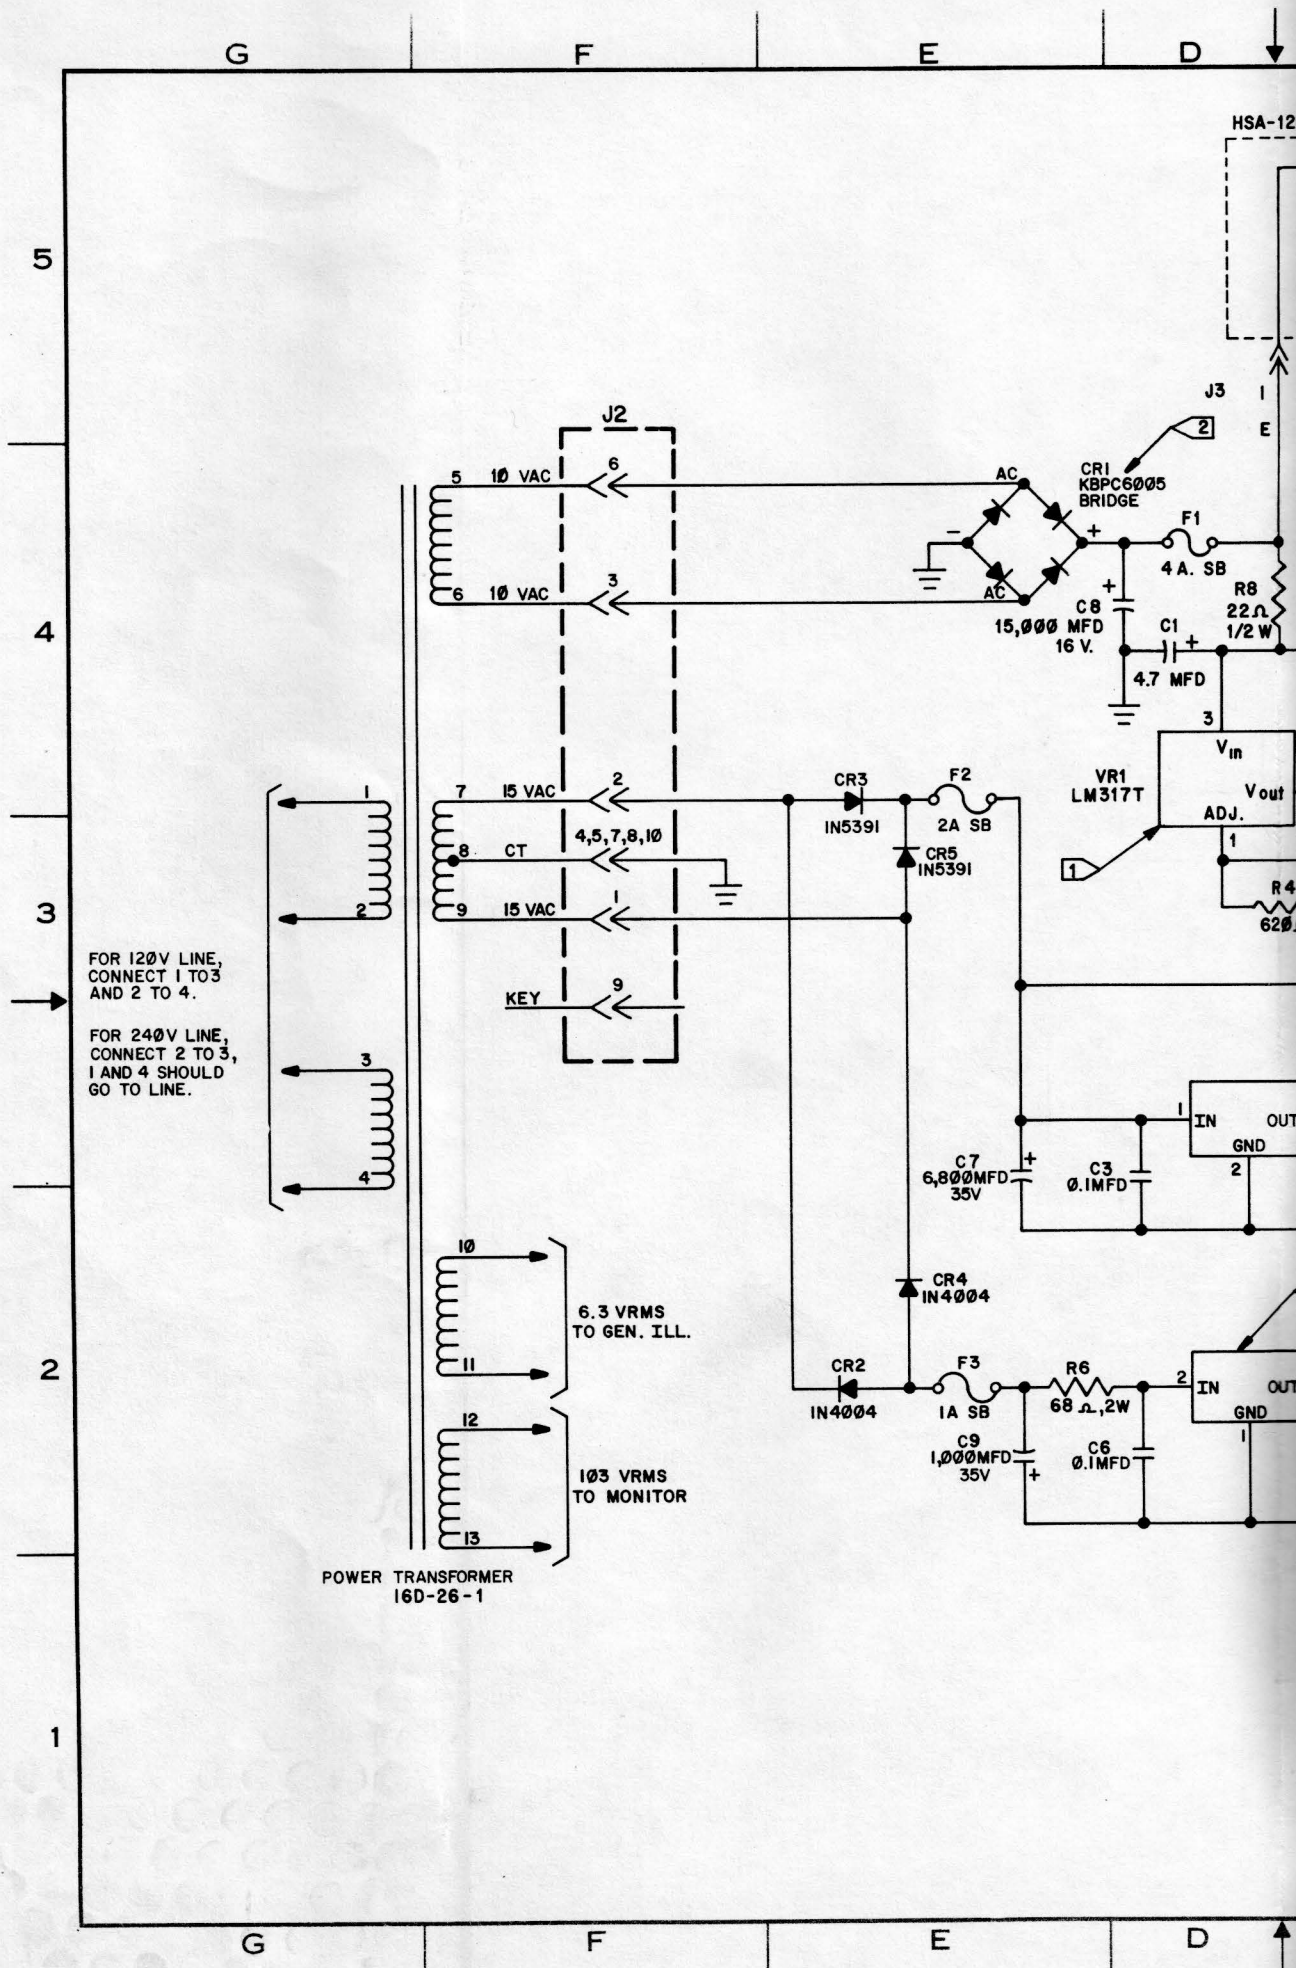 G F E D
HSA-12
5
J3 1
E
J2
2
CR1
KBPC6005
BRIDGE
5 10 VAC 6
AC
- +
F1
4 A. SB
6 10 VAC 3
AC
C8
15,000 MFD
16 V.
+
R8
22Ω
1/2 W
4
C1
+
4.7 MFD
3
Vin
VR1
LM317T
Vout
ADJ.
1
1
1
2
7 15 VAC 2
CR3
1N5391
F2
2A SB
8 CT 4,5,7,8,10
CR5
1N5391
9 15 VAC 1
R4
3
FOR 120V LINE,
CONNECT 1 TO 3
AND 2 TO 4.
KEY 9
FOR 240V LINE,
CONNECT 2 TO 3,
1 AND 4 SHOULD
GO TO LINE.
3
4
1 IN OUT
GND
2
C7
6,800MFD
35V
+
C3
0.1MFD
10
11
6.3 VRMS
TO GEN. ILL.
CR4
1N4004
2
CR2
1N4004
F3
1A SB
R6
68 Ω, 2W
2 IN OUT
GND
1
C9
1,000MFD
35V
+
C6
0.1MFD
12
13
103 VRMS
TO MONITOR
POWER TRANSFORMER
16D-26-1
1
G F E D